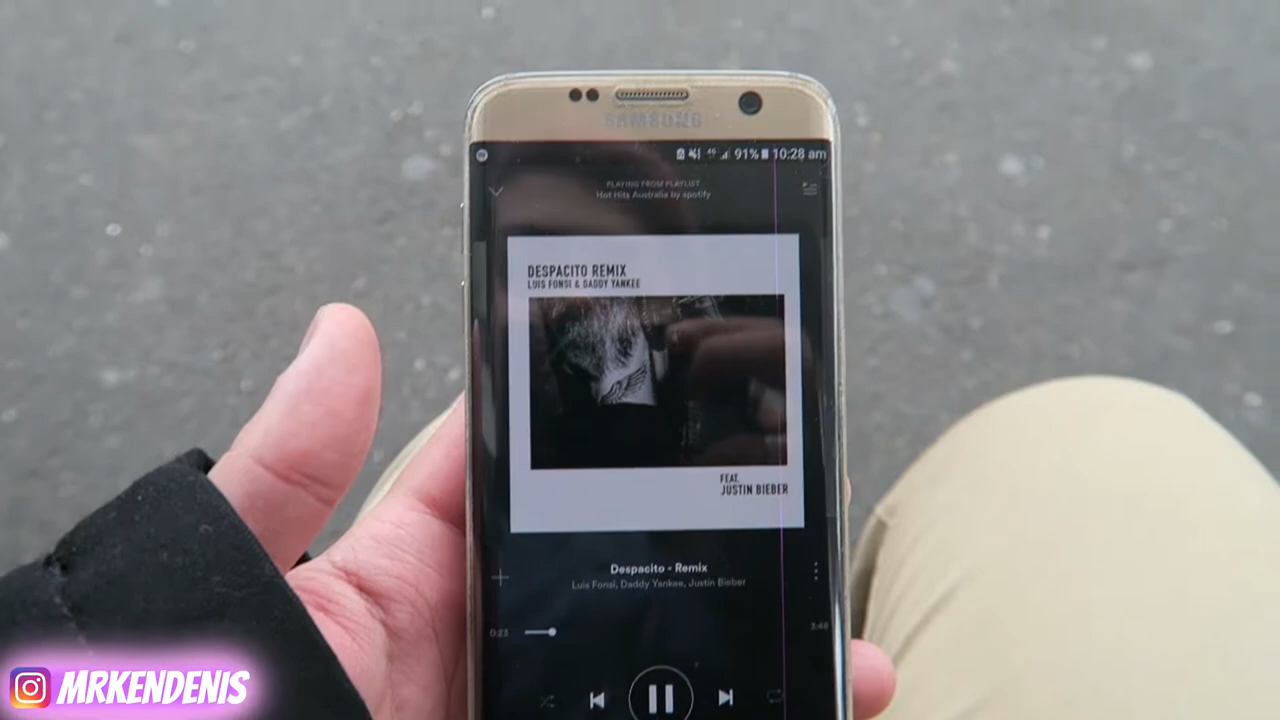 SAMSUNG
4G 91% 10:28 am
PLAYING FROM PLAYLIST
Hot Hits Australia by spotify
DESPACITO REMIX
LUIS FONSI & DADDY YANKEE
FEAT.
JUSTIN BIEBER
Despacito - Remix
Luis Fonsi, Daddy Yankee, Justin Bieber
0:23 3:48
MRKENDENIS